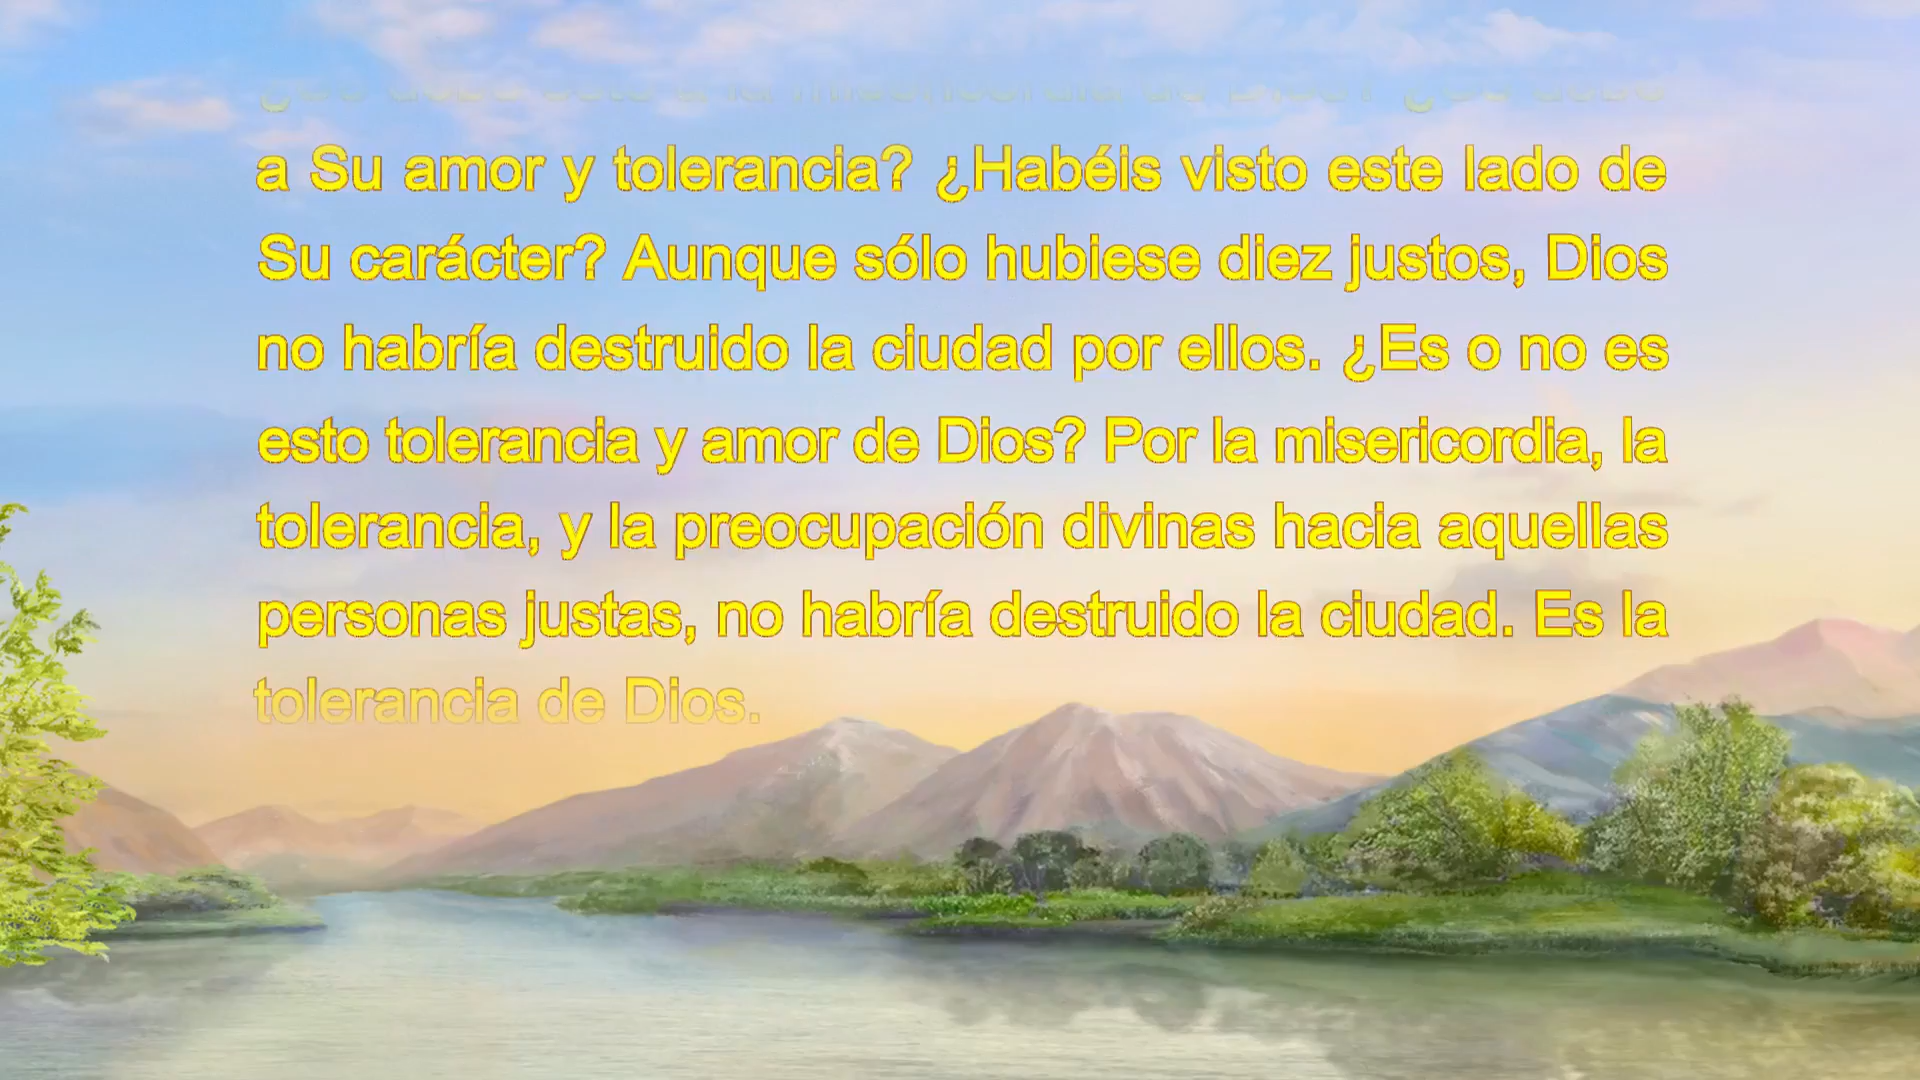 a Su amor y tolerancia? ¿Habéis visto este lado de
Su carácter? Aunque sólo hubiese diez justos, Dios
no habría destruido la ciudad por ellos. ¿Es o no es
esto tolerancia y amor de Dios? Por la misericordia, la
tolerancia, y la preocupación divinas hacia aquellas
personas justas, no habría destruido la ciudad. Es la
tolerancia de Dios.